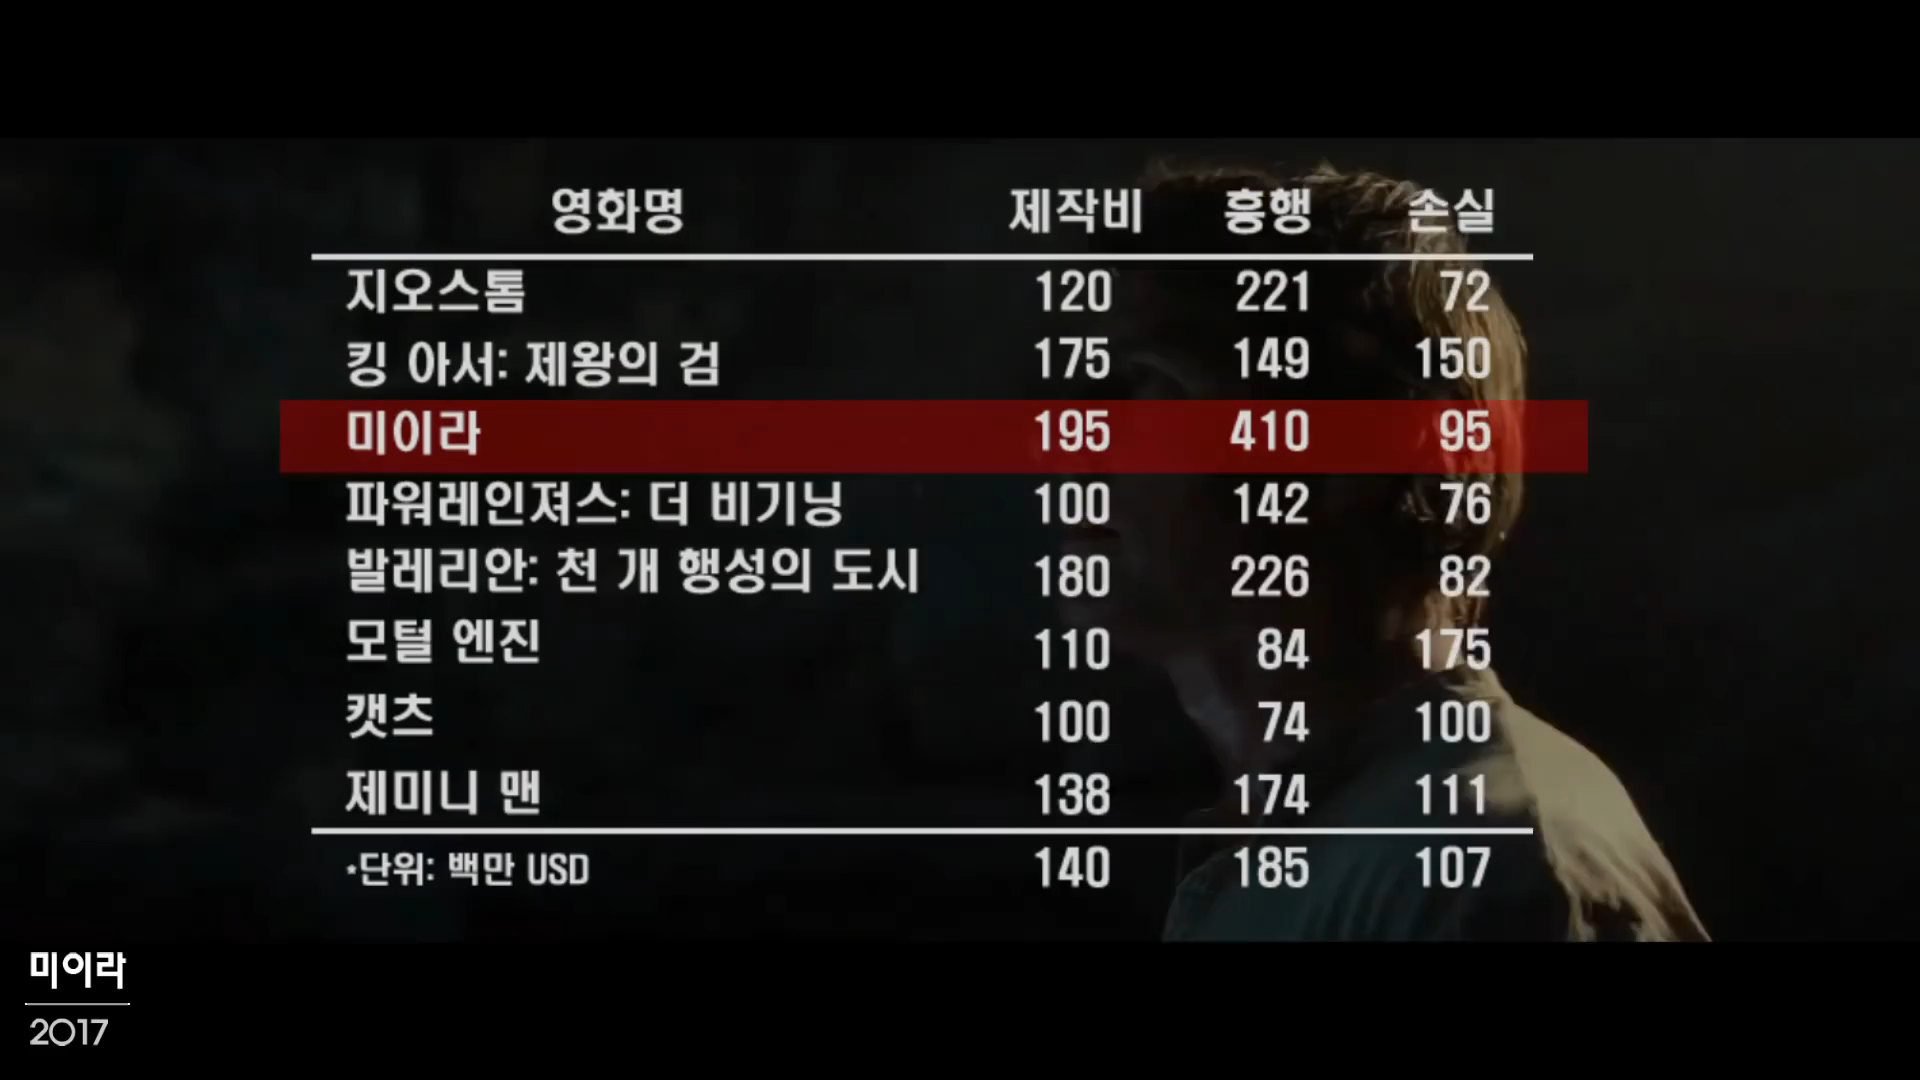 영화명 제작비 흥행 손실
지오스톰 120 221 72
킹 아서: 제왕의 검 175 149 150
미이라 195 410 95
파워레인져스: 더 비기닝 100 142 76
발레리안: 천 개 행성의 도시 180 226 82
모털 엔진 110 84 175
캣츠 100 74 100
제미니 맨 138 174 111
*단위: 백만 USD 140 185 107
미이라
2017